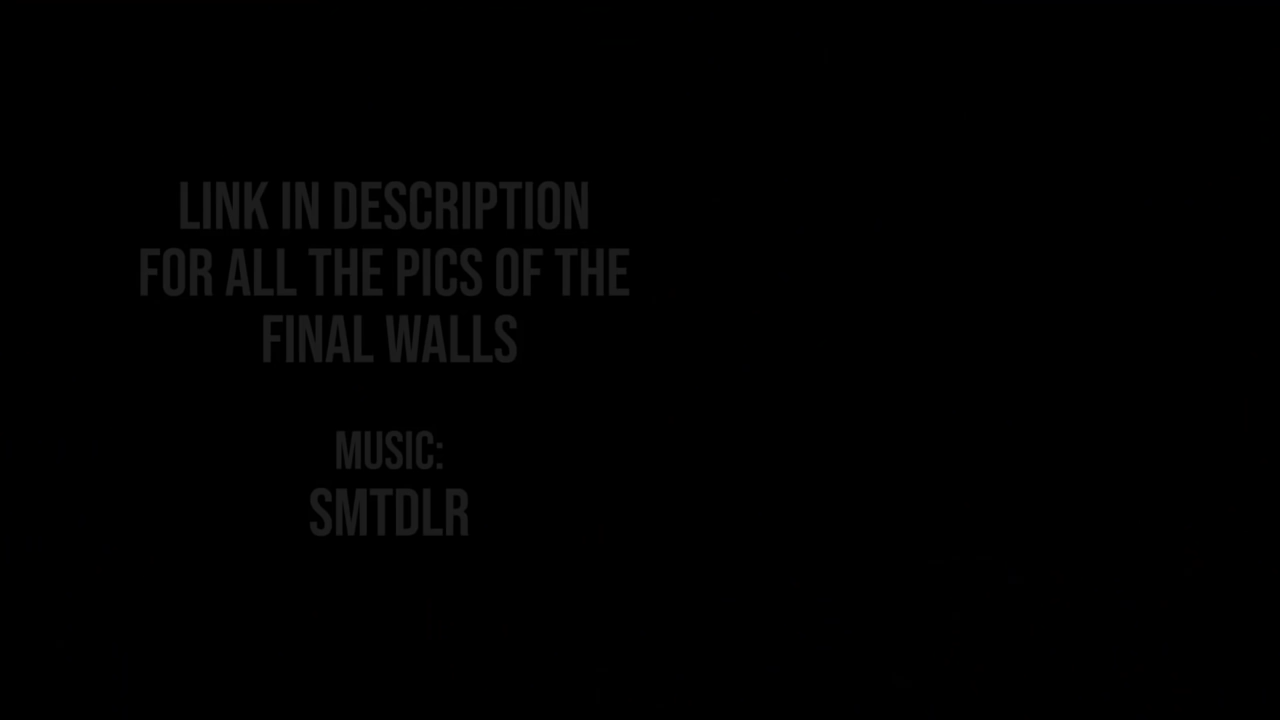 LINK IN DESCRIPTION
FOR ALL THE PICS OF THE
FINAL WALLS
MUSIC:
SMTDLR